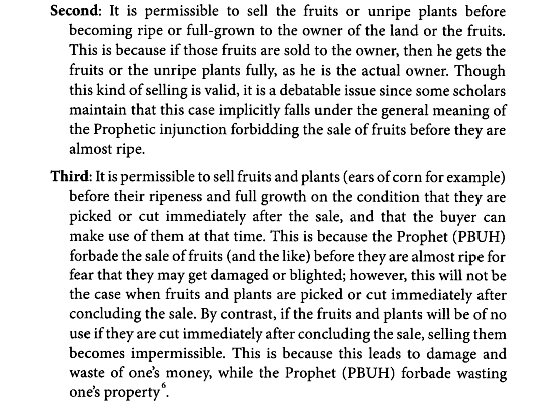 Second: It is permissible to sell the fruits or unripe plants before
becoming ripe or full-grown to the owner of the land or the fruits.
This is because if those fruits are sold to the owner, then he gets the
fruits or the unripe plants fully, as he is the actual owner. Though
this kind of selling is valid, it is a debatable issue since some scholars
maintain that this case implicitly falls under the general meaning of
the Prophetic injunction forbidding the sale of fruits before they are
almost ripe.
Third: It is permissible to sell fruits and plants (ears of corn for example)
before their ripeness and full growth on the condition that they are
picked or cut immediately after the sale, and that the buyer can
make use of them at that time. This is because the Prophet (PBUH)
forbade the sale of fruits (and the like) before they are almost ripe for
fear that they may get damaged or blighted; however, this will not be
the case when fruits and plants are picked or cut immediately after
concluding the sale. By contrast, if the fruits and plants will be of no
use if they are cut immediately after concluding the sale, selling them
becomes impermissible. This is because this leads to damage and
waste of one's money, while the Prophet (PBUH) forbade wasting
one's property⁶.